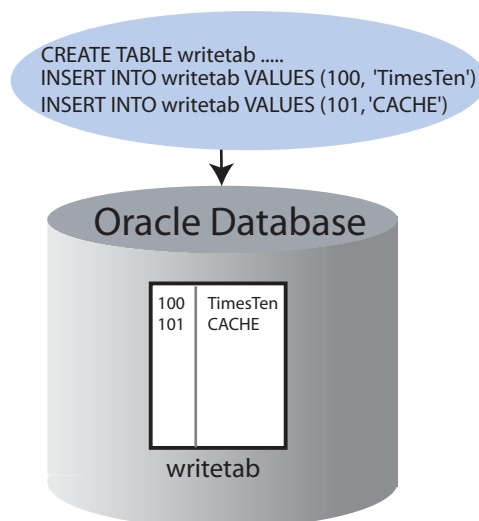 CREATE TABLE writetab .....
INSERT INTO writetab VALUES (100, 'TimesTen')
INSERT INTO writetab VALUES (101,'CACHE')
Oracle Database
100 TimesTen
101 CACHE
writetab